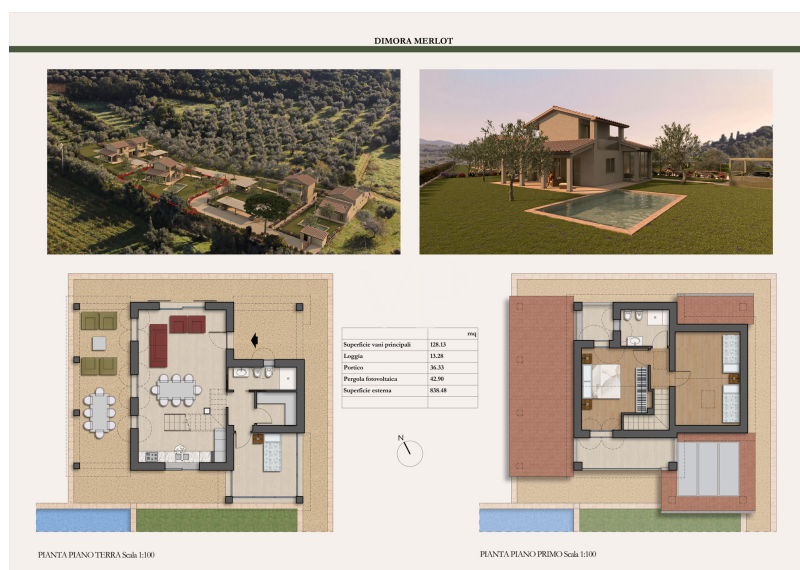 DIMORA MERLOT
mq
Superficie vani principali 128.13
Loggia 13.28
Portico 36.33
Pergola fotovoltaica 42.90
Superficie esterna 838.48
N
PIANTA PIANO TERRA Scala 1:100
PIANTA PIANO PRIMO Scala 1:100